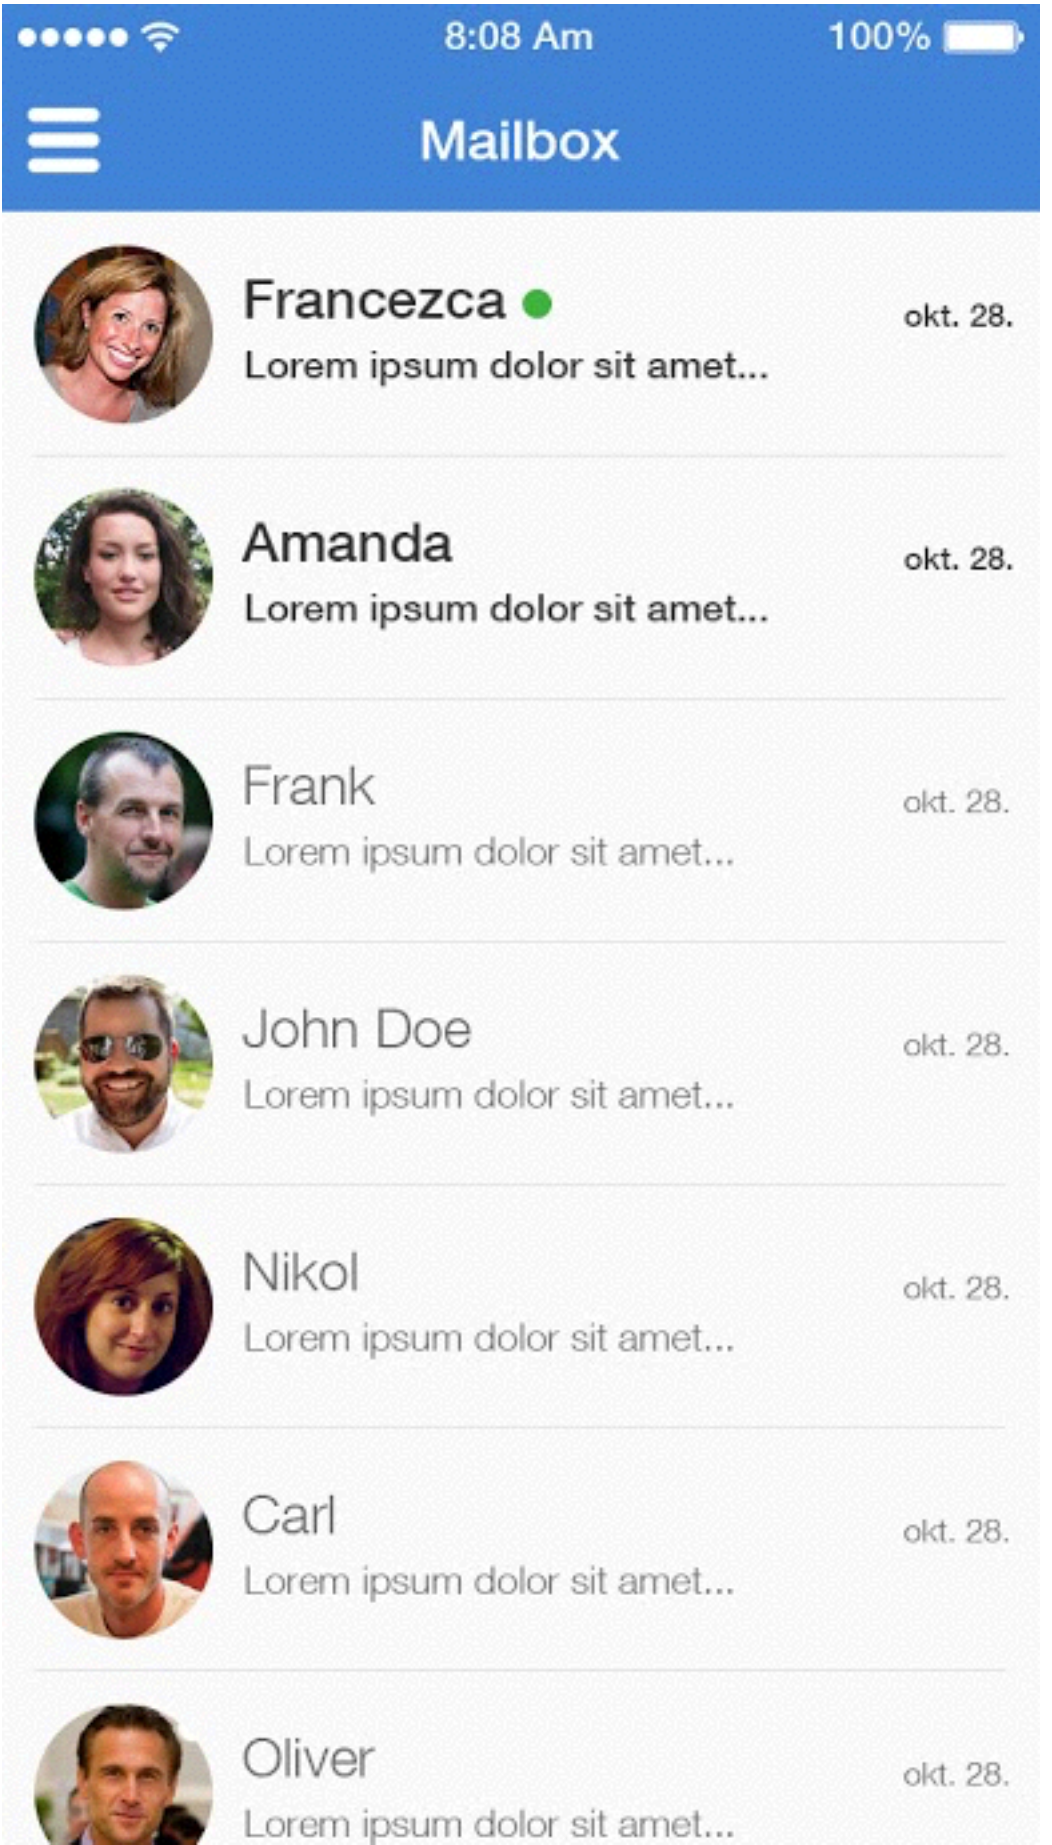 8:08 Am 100%
Mailbox
Francezca
okt. 28.
Lorem ipsum dolor sit amet...
Amanda
okt. 28.
Lorem ipsum dolor sit amet...
Frank
okt. 28.
Lorem ipsum dolor sit amet...
John Doe
okt. 28.
Lorem ipsum dolor sit amet...
Nikol
okt. 28.
Lorem ipsum dolor sit amet...
Carl
okt. 28.
Lorem ipsum dolor sit amet...
Oliver
okt. 28.
Lorem ipsum dolor sit amet...